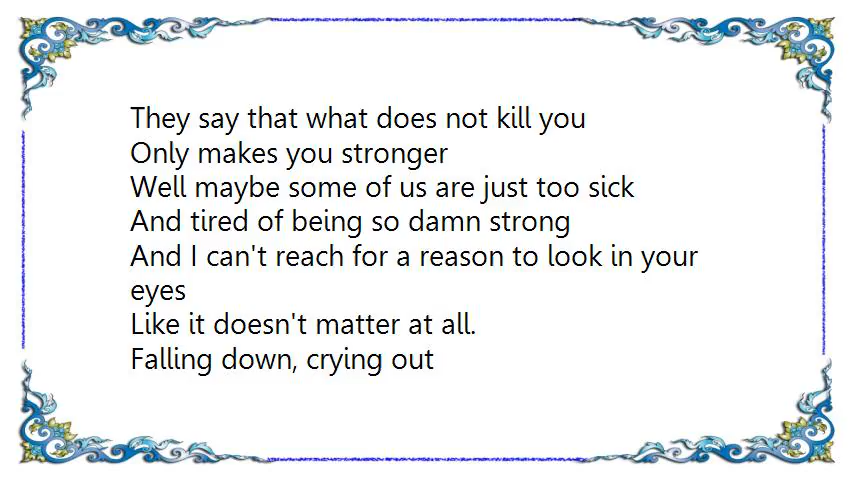 They say that what does not kill you
Only makes you stronger
Well maybe some of us are just too sick
And tired of being so damn strong
And I can't reach for a reason to look in your
eyes
Like it doesn't matter at all.
Falling down, crying out